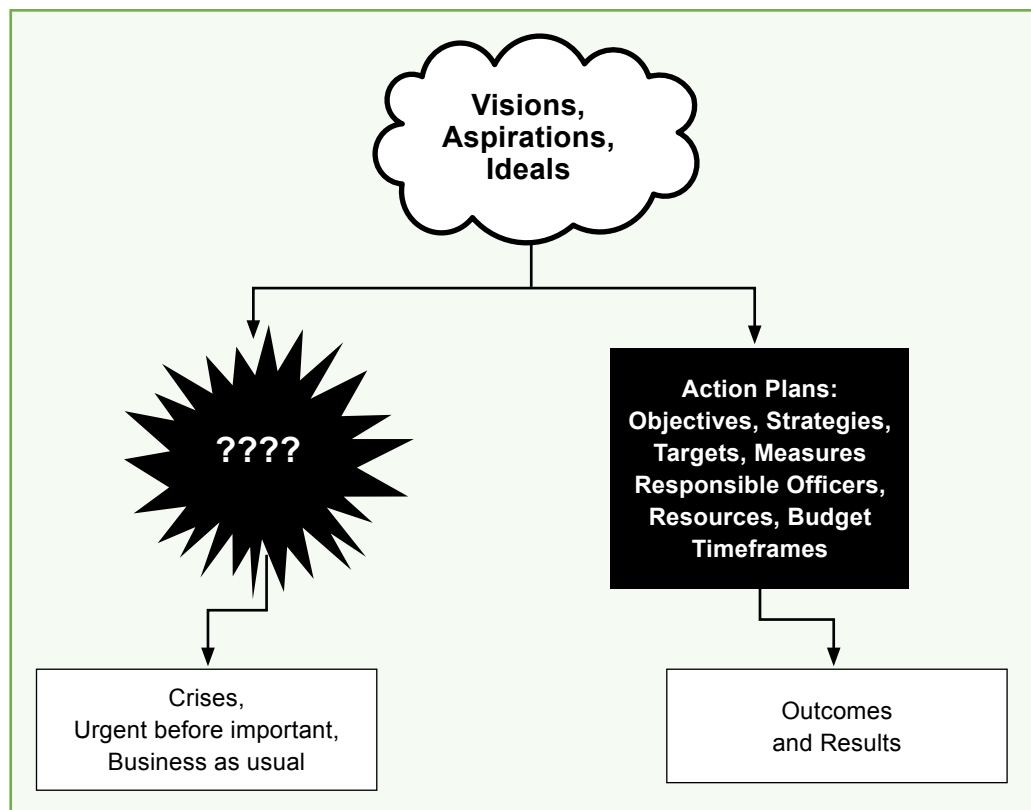 Visions,
Aspirations,
Ideals
????
Action Plans:
Objectives, Strategies,
Targets, Measures
Responsible Officers,
Resources, Budget
Timeframes
Crises,
Urgent before important,
Business as usual
Outcomes
and Results